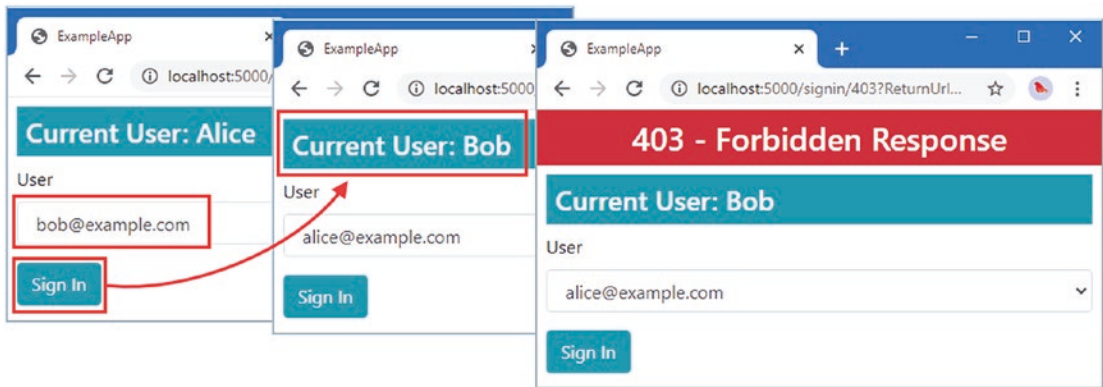 ExampleApp
localhost:5000/
Current User: Alice
User
bob@example.com
Sign In
ExampleApp
localhost:5000
Current User: Bob
User
alice@example.com
Sign In
ExampleApp
localhost:5000/signin/403?ReturnUrl...
403 - Forbidden Response
Current User: Bob
User
alice@example.com
Sign In